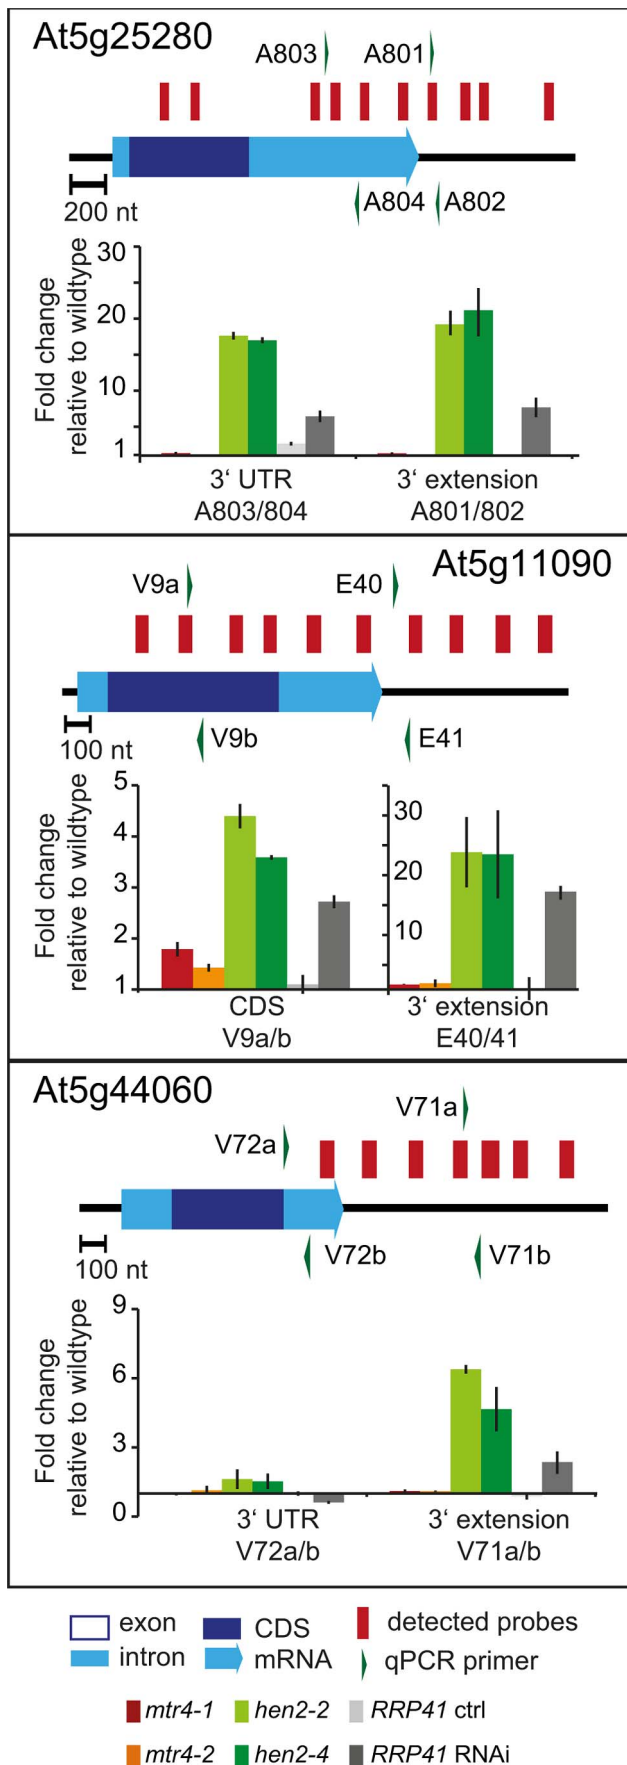 At5g25280
A803
A801
A804
A802
200 nt
30
20
10
1
Fold change
relative to wildtype
3‘ UTR
3‘ extension
A803/804
A801/802
At5g11090
V9a
E40
V9b
E41
100 nt
5
4
3
2
1
30
20
10
Fold change
relative to wildtype
CDS
3‘ extension
V9a/b
E40/41
At5g44060
V71a
V72a
V72b
V71b
100 nt
9
6
3
0
Fold change
relative to wildtype
3‘ UTR
3‘ extension
V72a/b
V71a/b
exon
CDS
detected probes
intron
mRNA
qPCR primer
mtr4-1
hen2-2
RRP41 ctrl
mtr4-2
hen2-4
RRP41 RNAi